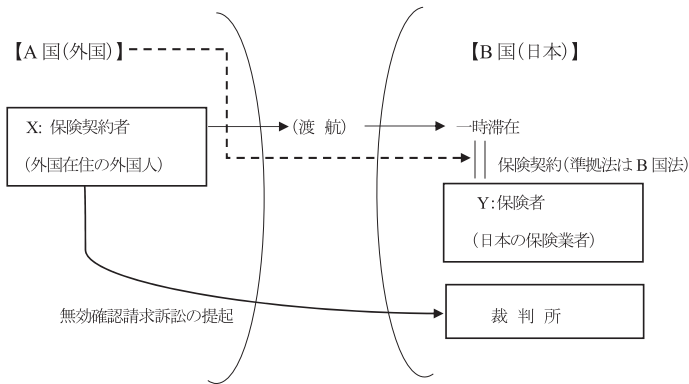 【A 国（外国）】
【B 国（日本）】
X: 保険契約者
（外国在住の外国人）
（渡 航）
一時滞在
保険契約（準拠法は B 国法）
Y:保険者
（日本の保険業者）
無効確認請求訴訟の提起
裁 判 所